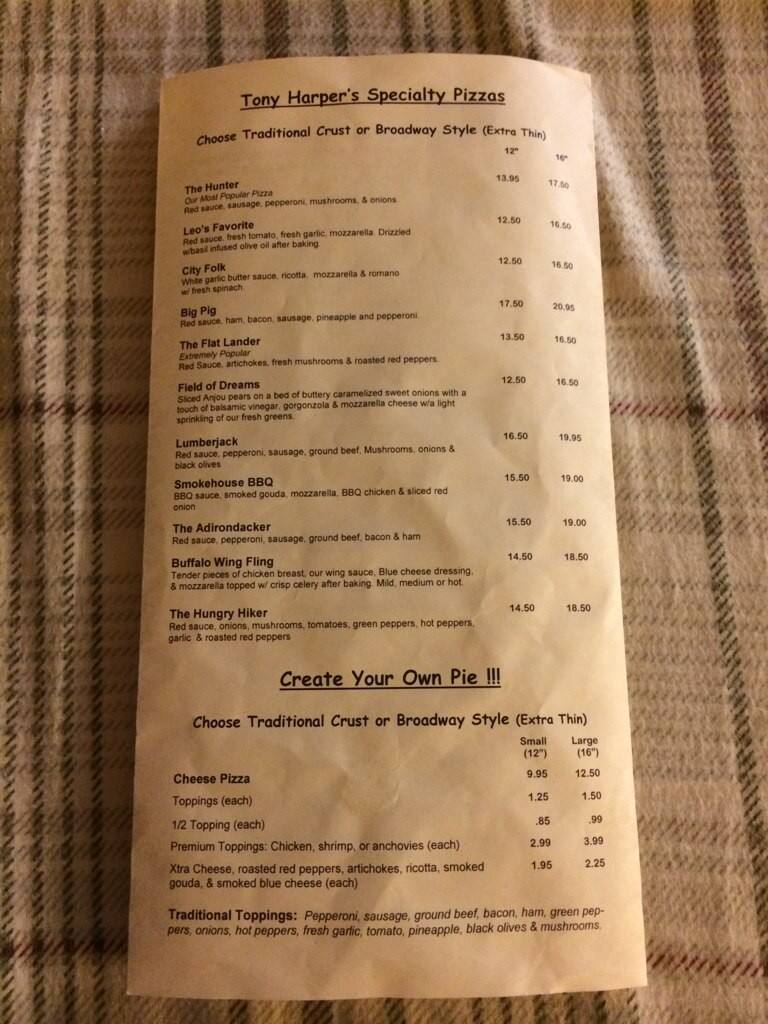 Tony Harper's Specialty Pizzas
Choose Traditional Crust or Broadway Style (Extra Thin)
12" 16"
The Hunter 13.95 17.50
Our Most Popular Pizza
Red sauce, sausage, pepperoni, mushrooms, & onions
Leo's Favorite 12.50 16.50
Red sauce, fresh tomato, fresh garlic, mozzarella. Drizzled
w/basil infused olive oil after baking.
City Folk 12.50 16.50
White garlic butter sauce, ricotta, mozzarella & romano
w/ fresh spinach
Big Pig 17.50 20.95
Red sauce, ham, bacon, sausage, pineapple and pepperoni.
The Flat Lander 13.50 16.50
Extremely Popular
Red Sauce, artichokes, fresh mushrooms & roasted red peppers.
Field of Dreams 12.50 16.50
Sliced Anjou pears on a bed of buttery caramelized sweet onions with a
touch of balsamic vinegar, gorgonzola & mozzarella cheese w/a light
sprinkling of our fresh greens.
Lumberjack 16.50 19.95
Red sauce, pepperoni, sausage, ground beef, Mushrooms, onions &
black olives
Smokehouse BBQ 15.50 19.00
BBQ sauce, smoked gouda, mozzarella, BBQ chicken & sliced red
onion
The Adirondacker 15.50 19.00
Red sauce, pepperoni, sausage, ground beef, bacon & ham
Buffalo Wing Fling 14.50 18.50
Tender pieces of chicken breast, our wing sauce, Blue cheese dressing,
& mozzarella topped w/ crisp celery after baking. Mild, medium or hot.
The Hungry Hiker 14.50 18.50
Red sauce, onions, mushrooms, tomatoes, green peppers, hot peppers,
garlic & roasted red peppers
Create Your Own Pie !!!
Choose Traditional Crust or Broadway Style (Extra Thin)
Small Large
(12") (16")
Cheese Pizza 9.95 12.50
Toppings (each) 1.25 1.50
1/2 Topping (each) .85 .99
Premium Toppings: Chicken, shrimp, or anchovies (each) 2.99 3.99
Xtra Cheese, roasted red peppers, artichokes, ricotta, smoked 1.95 2.25
gouda, & smoked blue cheese (each)
Traditional Toppings: Pepperoni, sausage, ground beef, bacon, ham, green pep-
pers, onions, hot peppers, fresh garlic, tomato, pineapple, black olives & mushrooms.